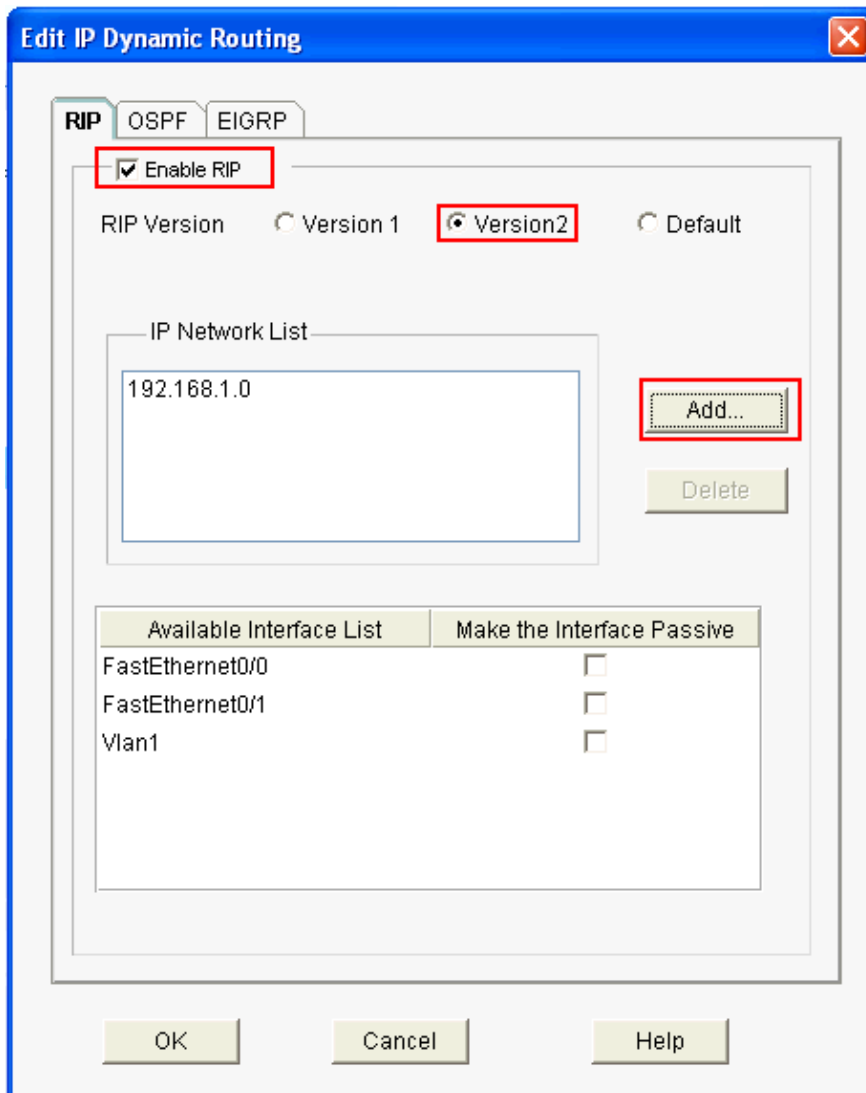 Edit IP Dynamic Routing
RIP OSPF EIGRP
Enable RIP
RIP Version Version 1 Version2 Default
IP Network List
192.168.1.0
Add...
Delete
Available Interface List Make the Interface Passive
FastEthernet0/0
FastEthernet0/1
Vlan1
OK Cancel Help